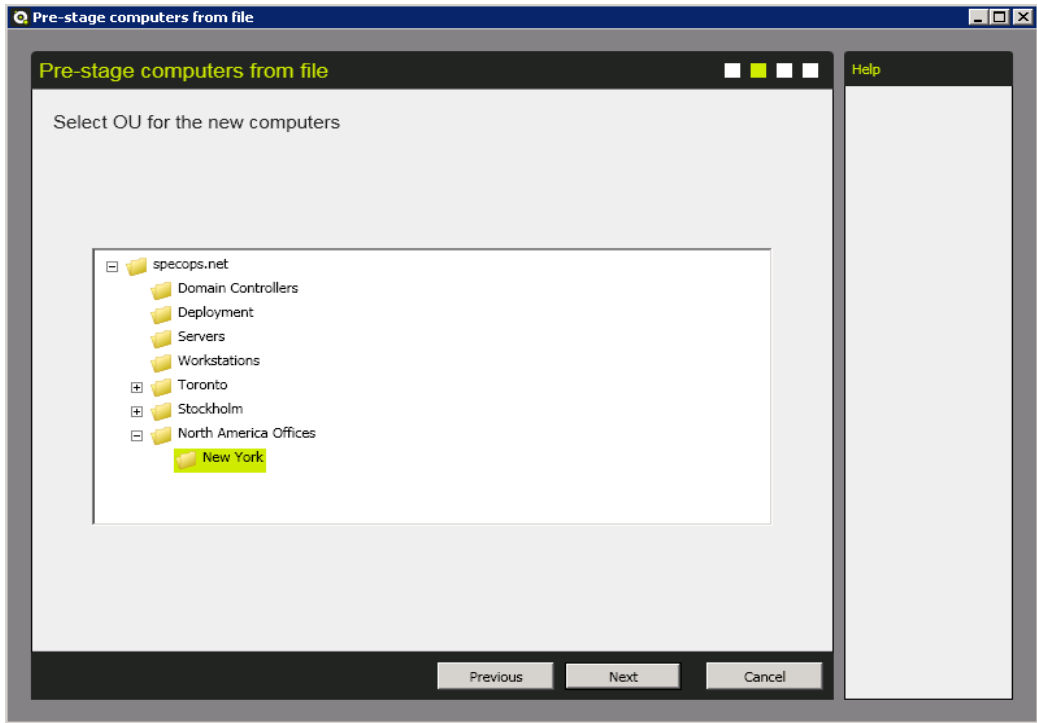 Pre-stage computers from file
Pre-stage computers from file
Help
Select OU for the new computers
specops.net
Domain Controllers
Deployment
Servers
Workstations
Toronto
Stockholm
North America Offices
New York
Previous
Next
Cancel